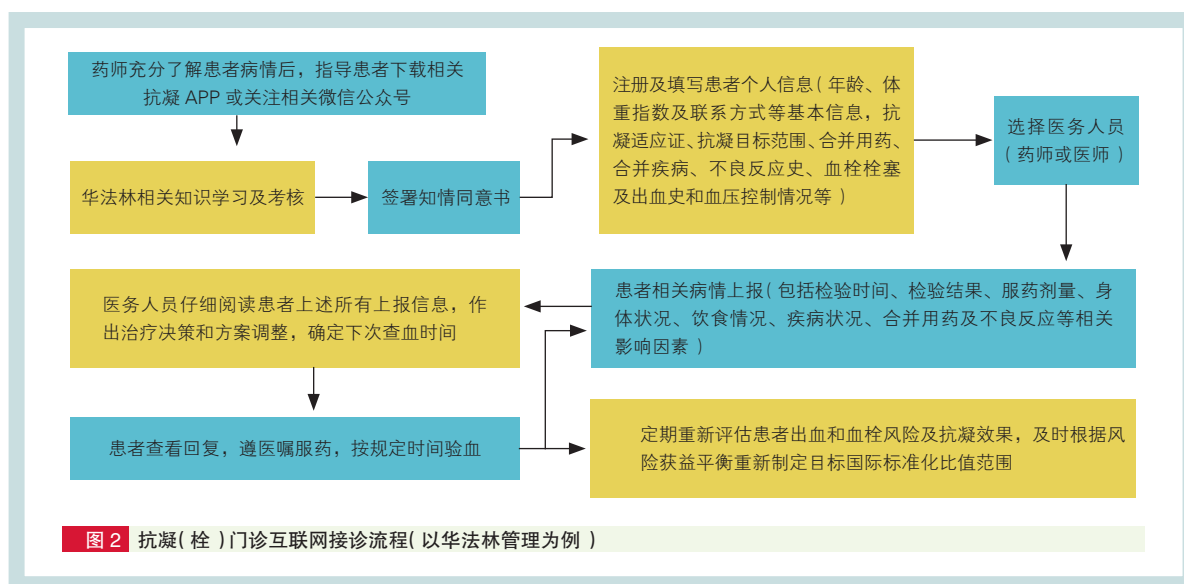 药师充分了解患者病情后，指导患者下载相关
抗凝 APP 或关注相关微信公众号
华法林相关知识学习及考核
签署知情同意书
注册及填写患者个人信息（年龄、体
重指数及联系方式等基本信息，抗
凝适应证、抗凝目标范围、合并用药、
合并疾病、不良反应史、血栓栓塞
及出血史和血压控制情况等）
选择医务人员
（药师或医师）
患者相关病情上报（包括检验时间、检验结果、服药剂量、身
体状况、饮食情况、疾病状况、合并用药及不良反应等相关
影响因素）
医务人员仔细阅读患者上述所有上报信息，作
出治疗决策和方案调整，确定下次查血时间
患者查看回复，遵医嘱服药，按规定时间验血
定期重新评估患者出血和血栓风险及抗凝效果，及时根据风
险获益平衡重新制定目标国际标准化比值范围
图 2 抗凝（栓）门诊互联网接诊流程（以华法林管理为例）